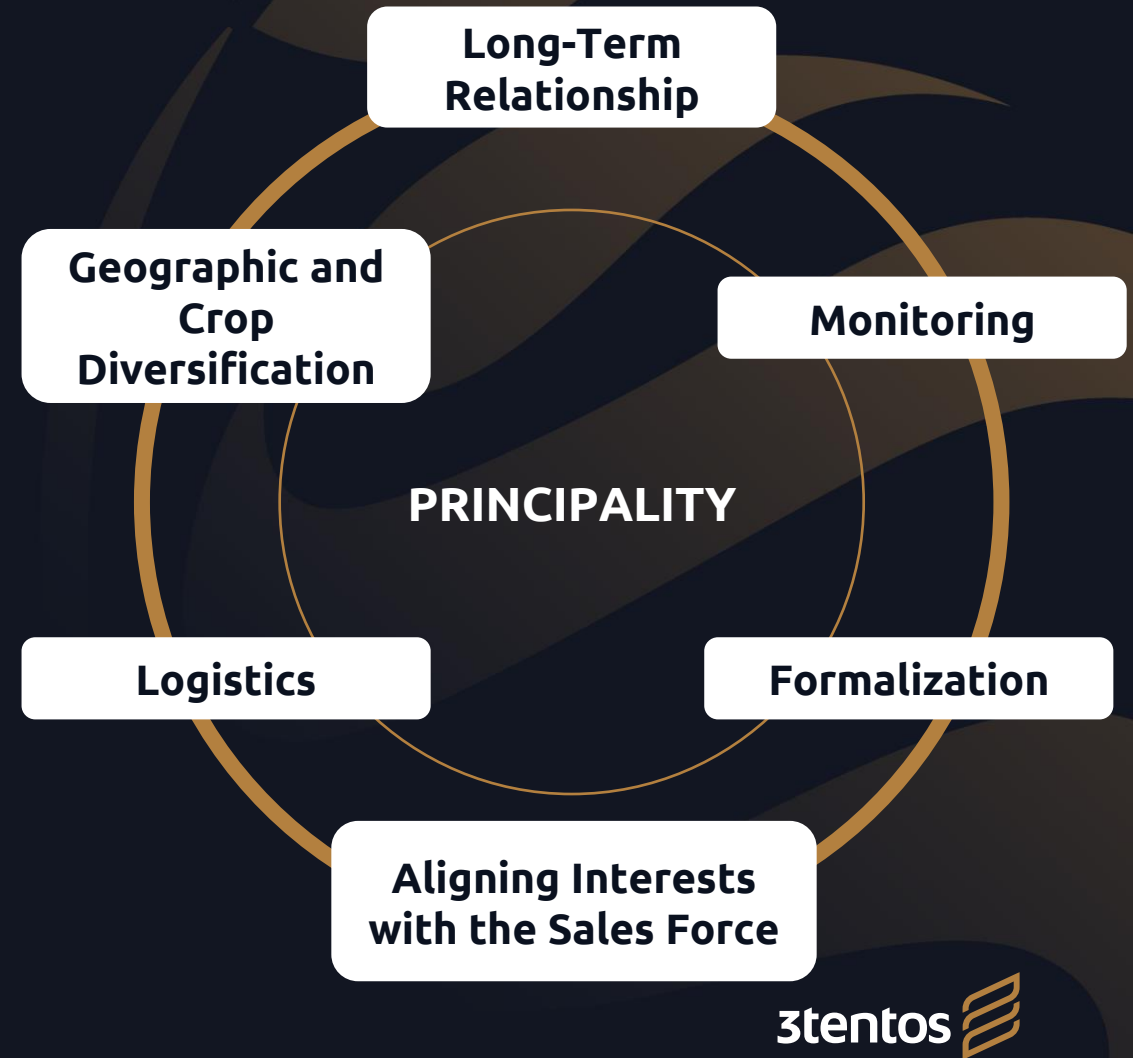 Long-Term
Relationship
Geographic and
Crop
Diversification
Monitoring
PRINCIPALITY
Logistics
Formalization
Aligning Interests
with the Sales Force
3tentos